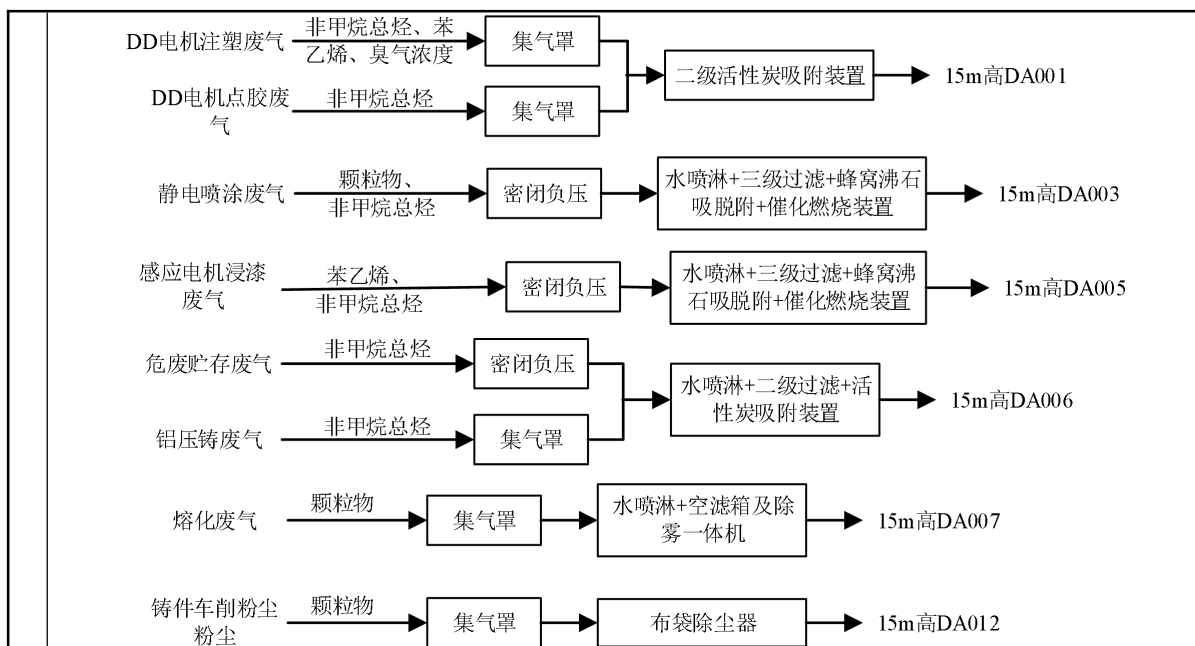 DD电机注塑废气
非甲烷总烃、苯
乙烯、臭气浓度
集气罩
DD电机点胶废
气
非甲烷总烃
集气罩
二级活性炭吸附装置
15m高DA001
静电喷涂废气
颗粒物、
非甲烷总烃
密闭负压
水喷淋+三级过滤+蜂窝沸石
吸脱附+催化燃烧装置
15m高DA003
感应电机浸漆
废气
苯乙烯、
非甲烷总烃
密闭负压
水喷淋+三级过滤+蜂窝沸
石吸脱附+催化燃烧装置
15m高DA005
危废贮存废气
非甲烷总烃
密闭负压
铝压铸废气
非甲烷总烃
集气罩
水喷淋+二级过滤+活
性炭吸附装置
15m高DA006
熔化废气
颗粒物
集气罩
水喷淋+空滤箱及除
雾一体机
15m高DA007
铸件车削粉尘
粉尘
颗粒物
集气罩
布袋除尘器
15m高DA012